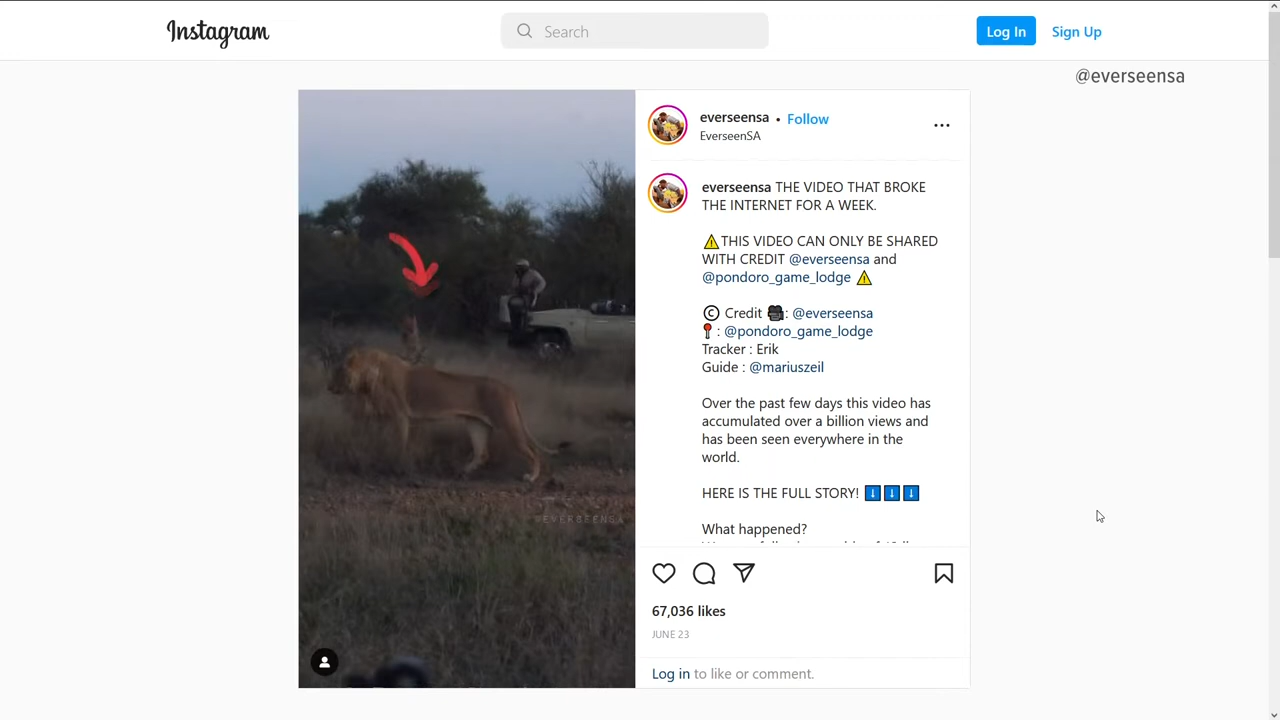 Instagram
Search
Log In
Sign Up
@everseensa
everseensa • Follow
EverseenSA
everseensa THE VIDEO THAT BROKE
THE INTERNET FOR A WEEK.
⚠THIS VIDEO CAN ONLY BE SHARED
WITH CREDIT @everseensa and
@pondoro_game_lodge ⚠
© Credit 🎥: @everseensa
📍 : @pondoro_game_lodge
Tracker : Erik
Guide : @mariuszeil
Over the past few days this video has
accumulated over a billion views and
has been seen everywhere in the
world.
HERE IS THE FULL STORY! ⬇⬇⬇
What happened?
@EVERSEENSA
67,036 likes
JUNE 23
Log in to like or comment.